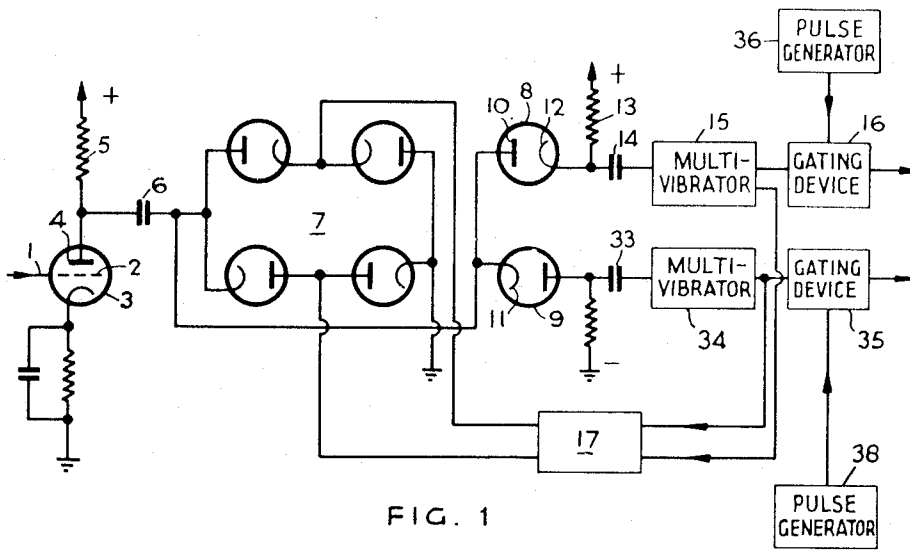 36
PULSE
GENERATOR
+
5
6
4
1
2
3
7
10
8
12
+
13
14
15
MULTI-
VIBRATOR
16
GATING
DEVICE
33
11
9
−
MULTI-
VIBRATOR
34
GATING
DEVICE
35
17
38
PULSE
GENERATOR
FIG. 1